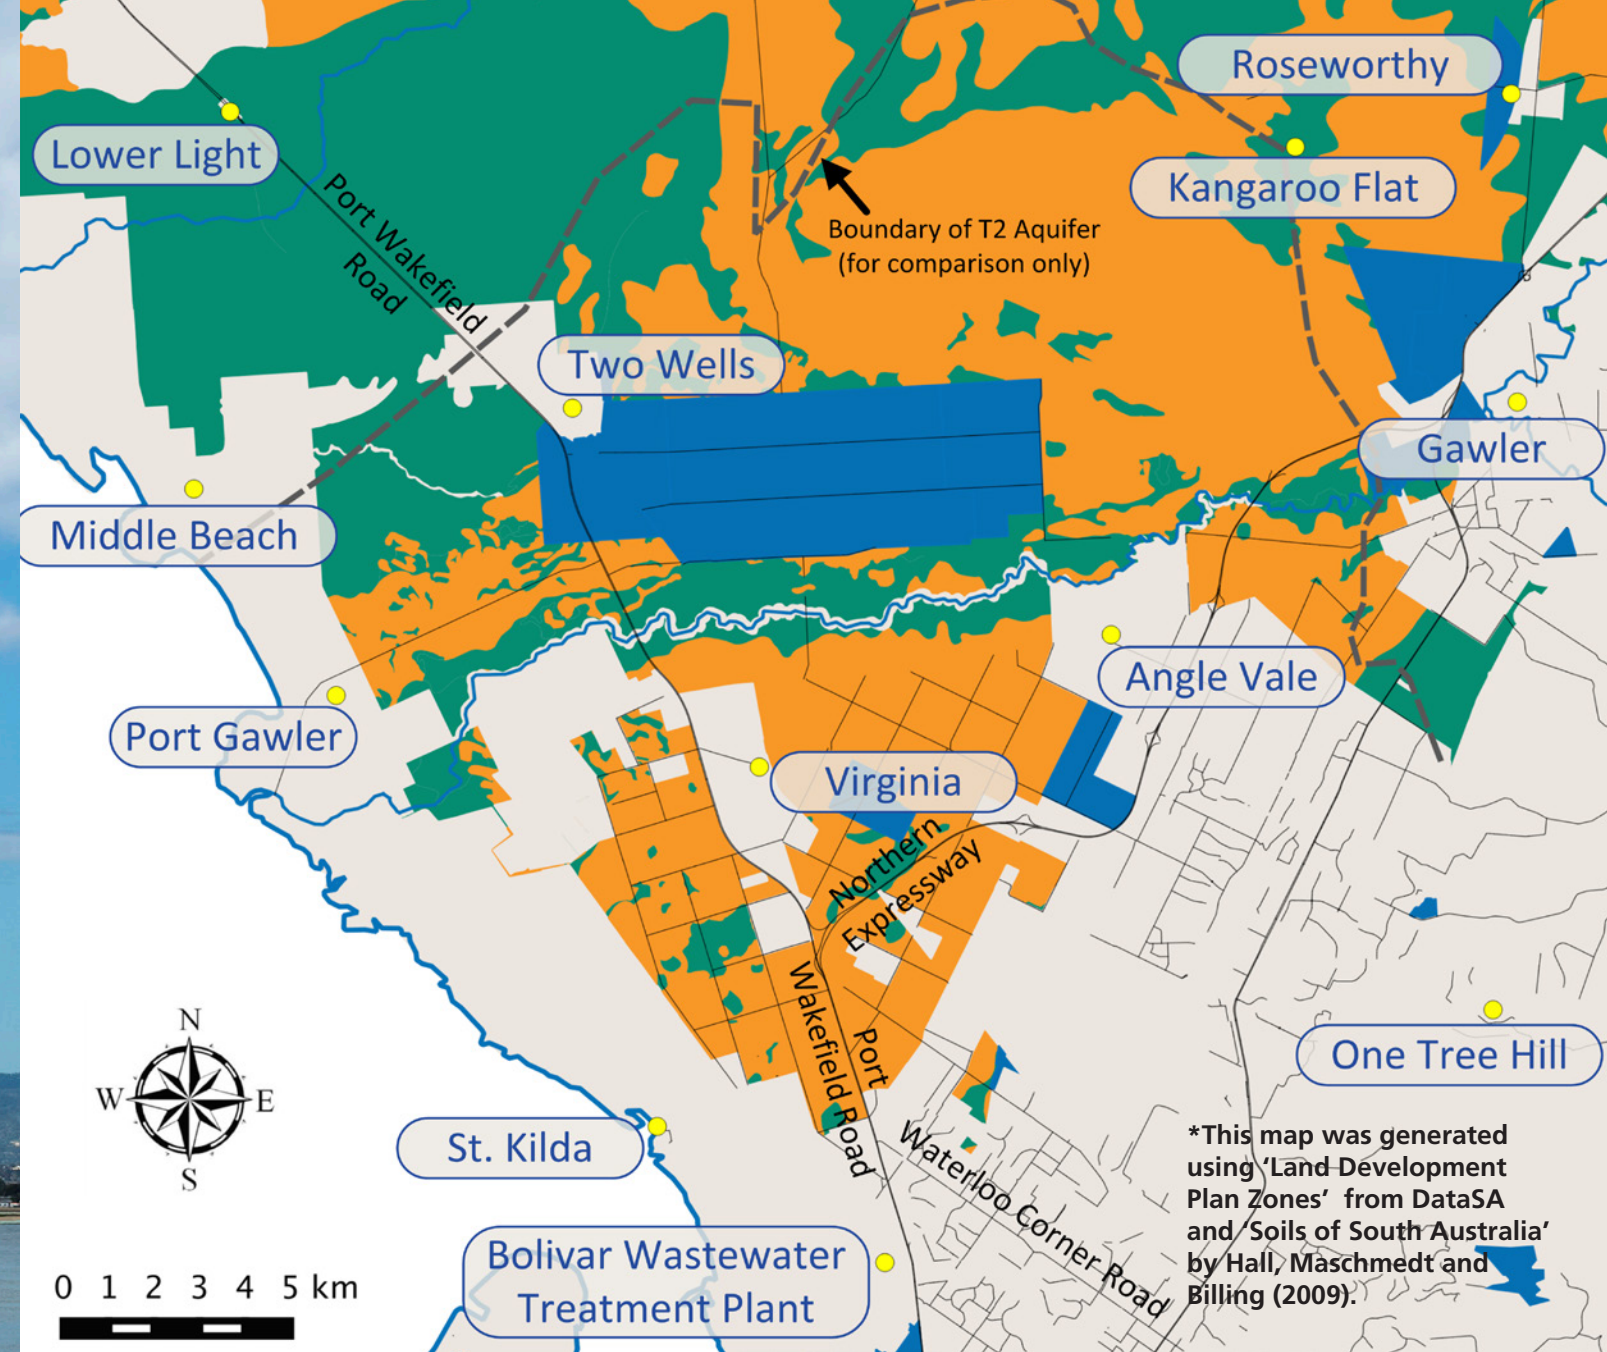 Roseworthy
Lower Light
Kangaroo Flat
Port Wakefield
Road
Boundary of T2 Aquifer
(for comparison only)
Two Wells
Gawler
Middle Beach
Angle Vale
Port Gawler
Virginia
Northern
Expressway
Port
Wakefield Road
One Tree Hill
N
W
E
S
St. Kilda
Waterloo Corner Road
*This map was generated
using ‘Land Development
Plan Zones’ from DataSA
and ‘Soils of South Australia’
by Hall, Maschmedt and
Billing (2009).
Bolivar Wastewater
Treatment Plant
0 1 2 3 4 5 km